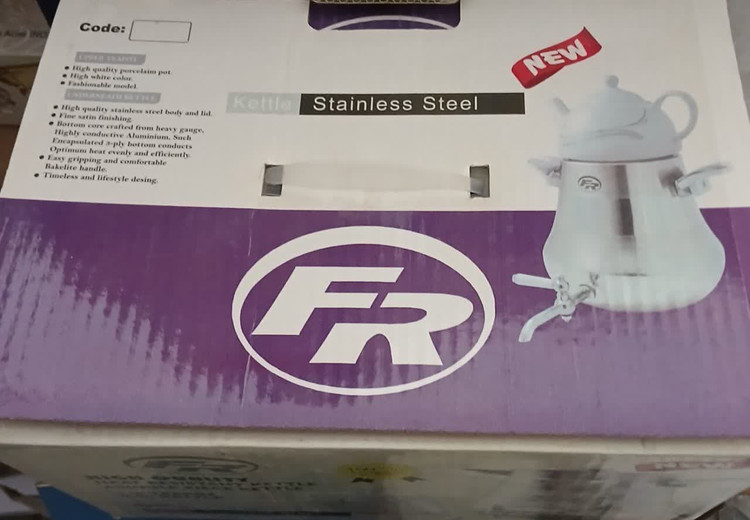 Code:
High quality porcelain pot.
High white color.
Fashionable model.
High quality stainless steel body and lid.
Fine satin finishing.
Bottom core crafted from heavy gauge,
Highly conductive Aluminium, Such
Encapsulated 3-ply bottom conducts
Optimum heat evenly and efficiently.
Easy gripping and comfortable
Bakelite handle.
Timeless and lifestyle desing.
Kettle Stainless Steel
NEW
FR
FR
FR
HIGH QUALITY
NEW